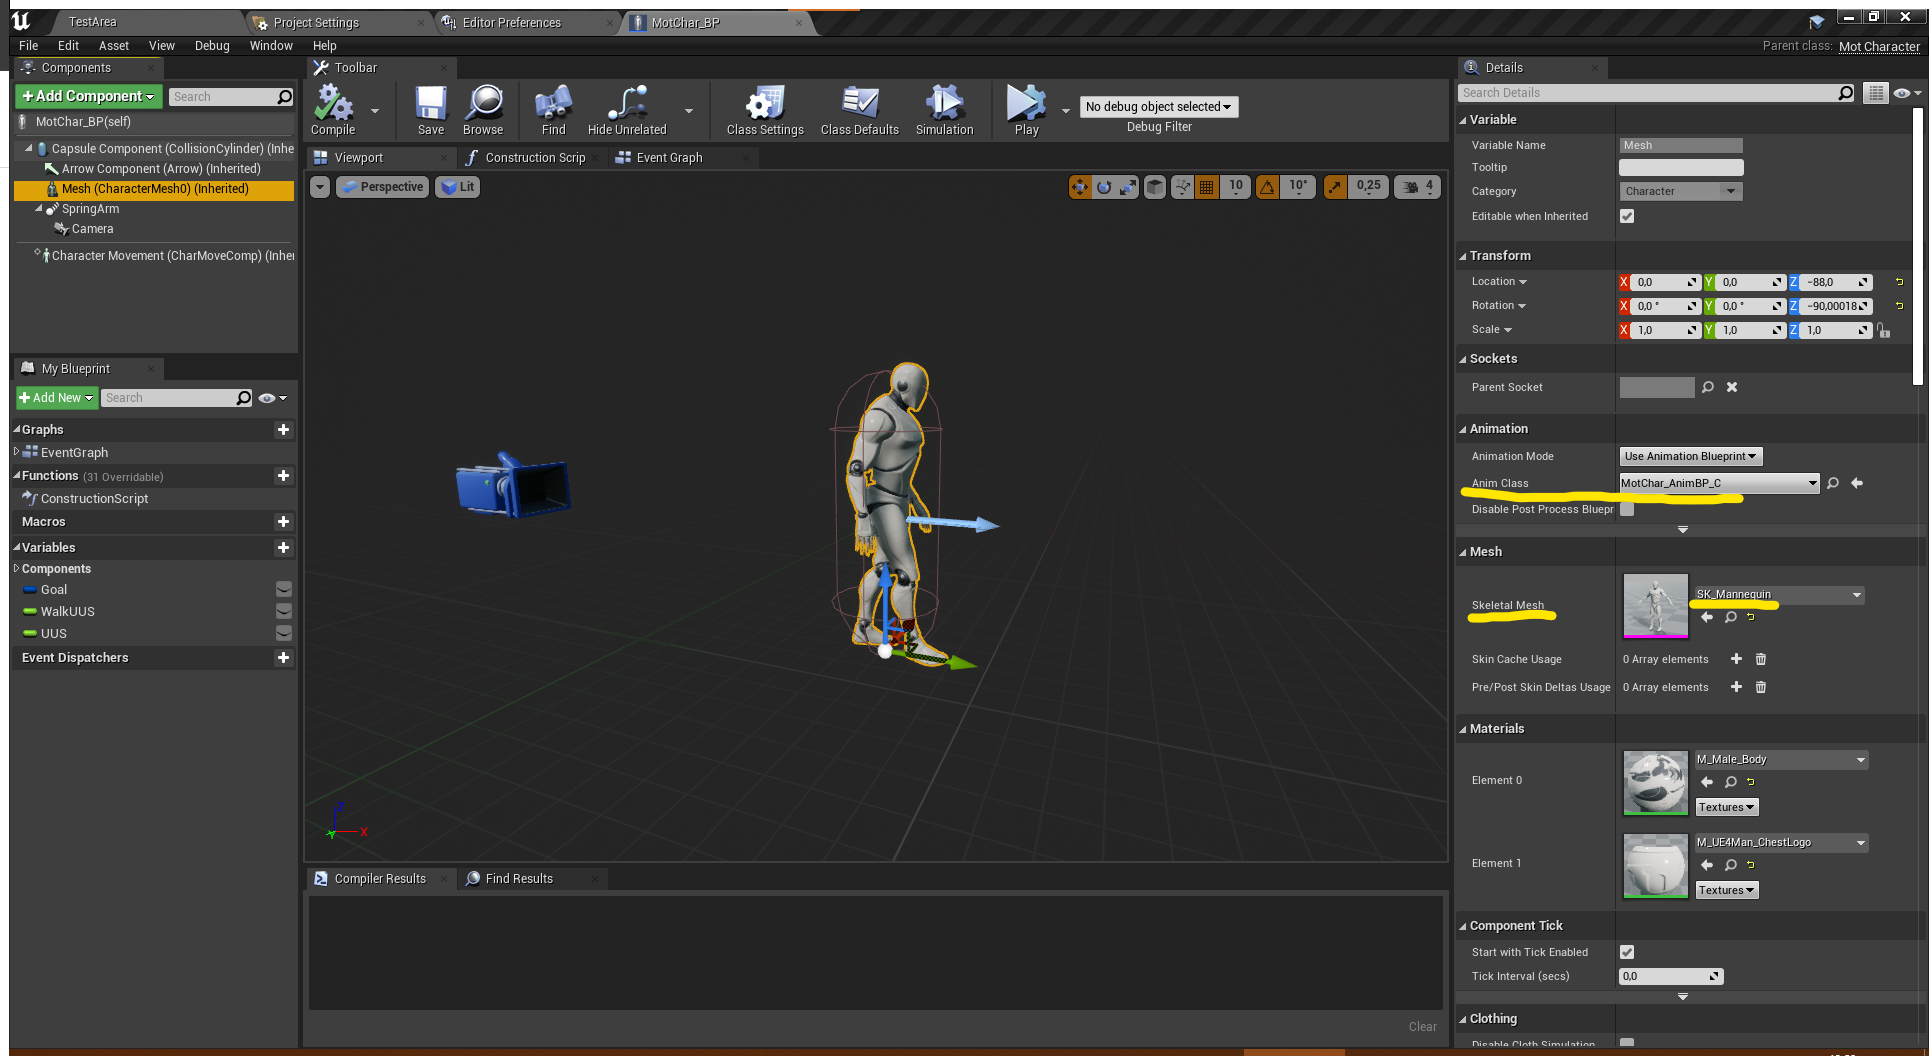 TestArea
Project Settings
Editor Preferences
MotChar_BP
File Edit Asset View Debug Window Help
Parent class: Mot Character
Components
Add Component
Search
MotChar_BP(self)
Capsule Component (CollisionCylinder) (Inhe
Arrow Component (Arrow) (Inherited)
Mesh (CharacterMesh0) (Inherited)
SpringArm
Camera
Character Movement (CharMoveComp) (Inher
My Blueprint
Add New
Search
Graphs
EventGraph
Functions (31 Overridable)
ConstructionScript
Macros
Variables
Components
Goal
WalkUUS
UUS
Event Dispatchers
Toolbar
Compile
Save
Browse
Find
Hide Unrelated
Class Settings
Class Defaults
Simulation
Play
No debug object selected
Debug Filter
Viewport
Construction Scrip
Event Graph
Perspective
Lit
10
10°
0,25
4
Z
X
Y
Compiler Results
Find Results
Clear
Details
Search Details
Variable
Variable Name Mesh
Tooltip
Category Character
Editable when Inherited
Transform
Location X 0,0 Y 0,0 Z -88,0
Rotation X 0,0 ° Y 0,0 ° Z -90,00018
Scale X 1,0 Y 1,0 Z 1,0
Sockets
Parent Socket
Animation
Animation Mode Use Animation Blueprint
Anim Class MotChar_AnimBP_C
Disable Post Process Bluepr
Mesh
Skeletal Mesh SK_Mannequin
Skin Cache Usage 0 Array elements
Pre/Post Skin Deltas Usage 0 Array elements
Materials
Element 0 M_Male_Body
Textures
Element 1 M_UE4Man_ChestLogo
Textures
Component Tick
Start with Tick Enabled
Tick Interval (secs) 0,0
Clothing
Disable Cloth Simulation